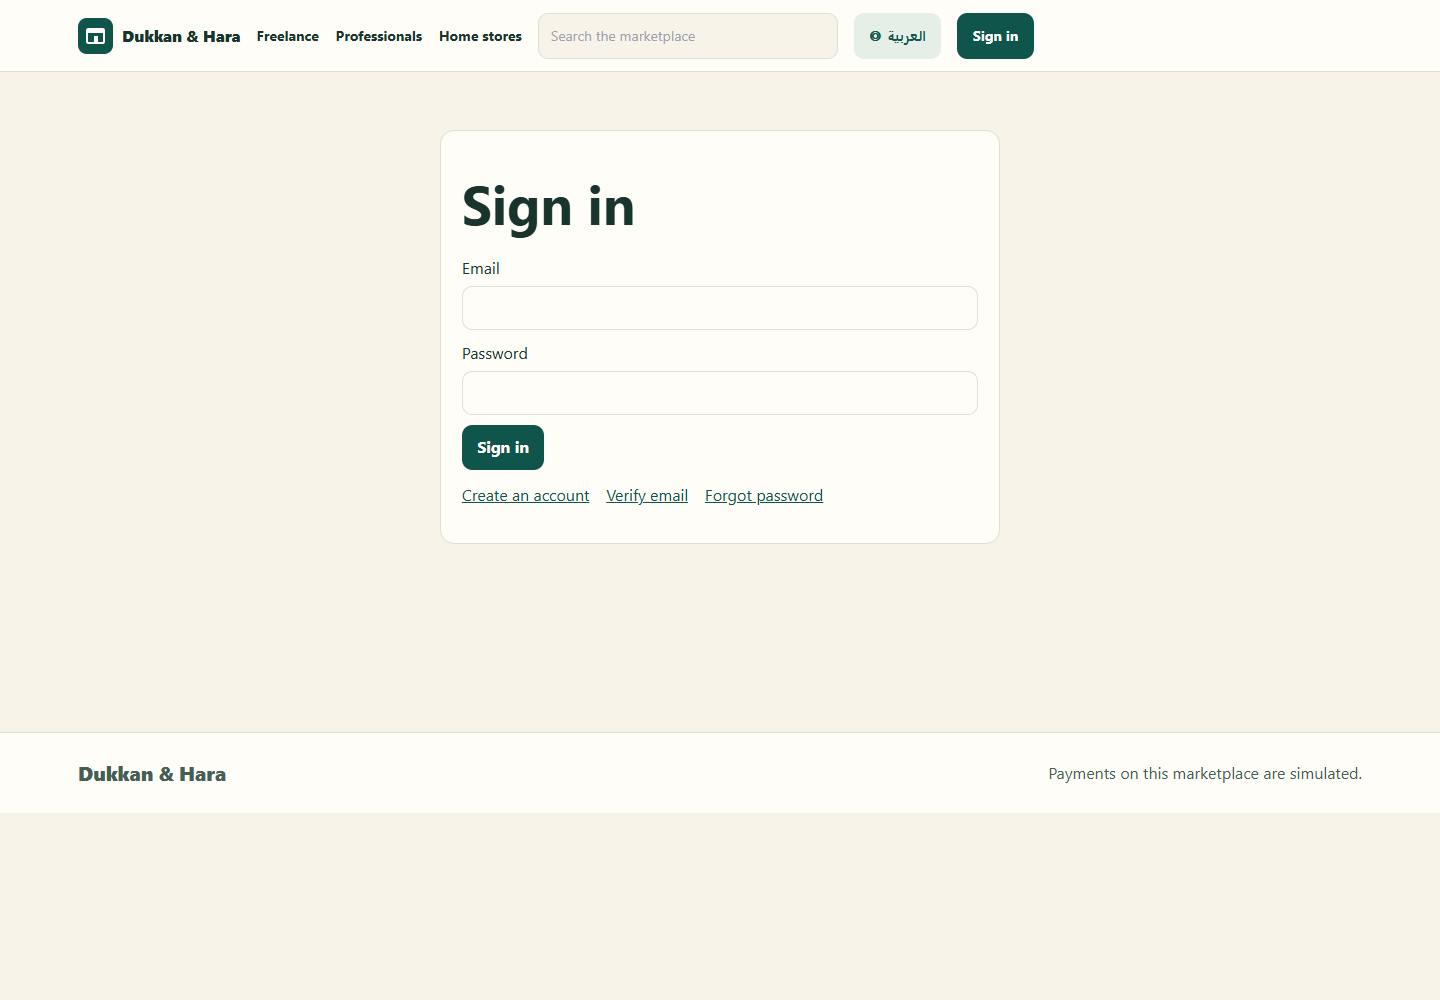 Dukkan & Hara Freelance Professionals Home stores Search the marketplace العربية Sign in
Sign in
Email
Password
Sign in
Create an account Verify email Forgot password
Dukkan & Hara Payments on this marketplace are simulated.